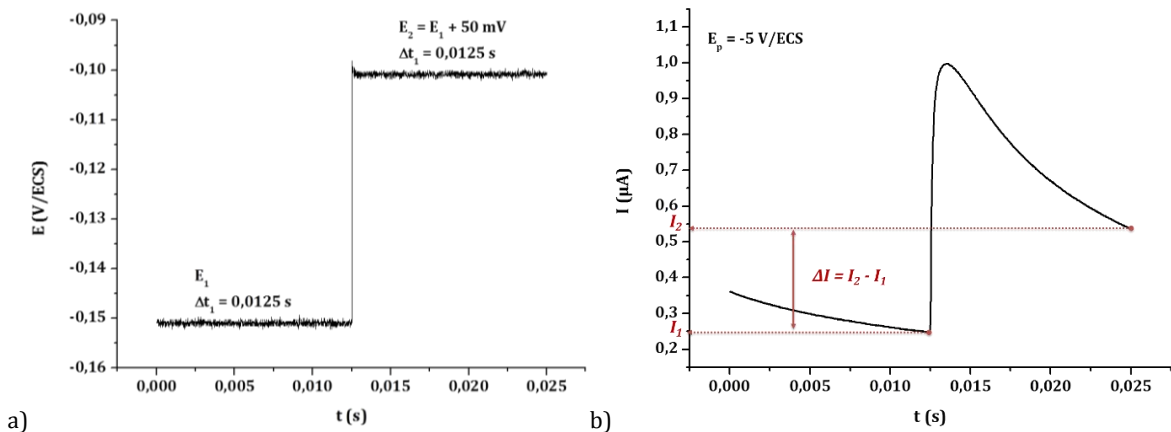 -0,09
-0,10
-0,11
-0,12
-0,13
-0,14
-0,15
-0,16
E (V/ECS)
E₂ = E₁ + 50 mV
Δt₁ = 0,0125 s
E₁
Δt₁ = 0,0125 s
0,000 0,005 0,010 0,015 0,020 0,025
t (s)
a)
E_p = -5 V/ECS
1,1
1,0
0,9
0,8
0,7
0,6
I₂
0,5
0,4
0,3
I₁
0,2
I (μA)
ΔI = I₂ - I₁
0,000 0,005 0,010 0,015 0,020 0,025
t (s)
b)